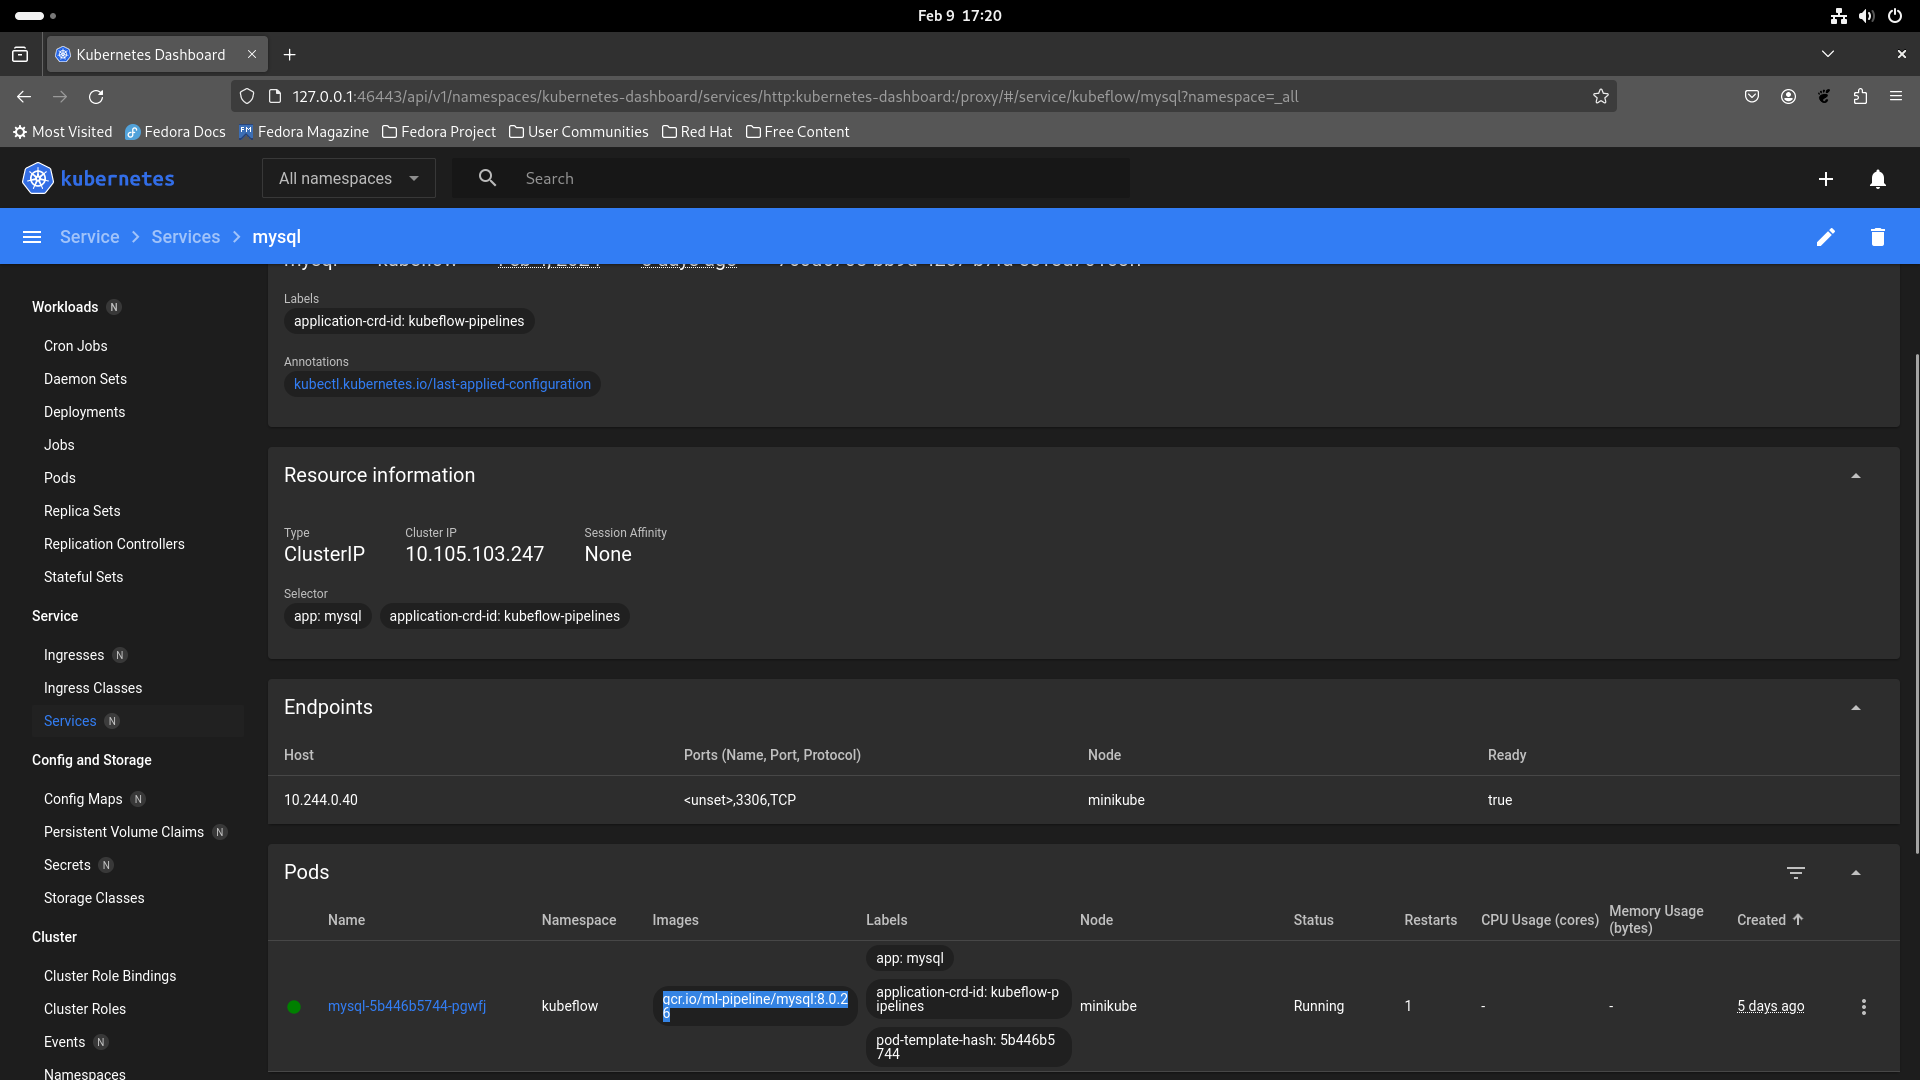 Feb 9 17:20
Kubernetes Dashboard
127.0.0.1:46443/api/v1/namespaces/kubernetes-dashboard/services/http:kubernetes-dashboard:/proxy/#/service/kubeflow/mysql?namespace=_all
Most Visited Fedora Docs Fedora Magazine Fedora Project User Communities Red Hat Free Content
kubernetes All namespaces Search
Service Services mysql
Workloads N
Cron Jobs
Daemon Sets
Deployments
Jobs
Pods
Replica Sets
Replication Controllers
Stateful Sets
Service
Ingresses N
Ingress Classes
Services N
Config and Storage
Config Maps N
Persistent Volume Claims N
Secrets N
Storage Classes
Cluster
Cluster Role Bindings
Cluster Roles
Events N
Namespaces
mysql kubeflow
Labels
application-crd-id: kubeflow-pipelines
Annotations
kubectl.kubernetes.io/last-applied-configuration
Resource information
Type Cluster IP Session Affinity
ClusterIP 10.105.103.247 None
Selector
app: mysql application-crd-id: kubeflow-pipelines
Endpoints
Host Ports (Name, Port, Protocol) Node Ready
10.244.0.40 <unset>,3306,TCP minikube true
Pods
Name Namespace Images Labels Node Status Restarts CPU Usage (cores) Memory Usage (bytes) Created
mysql-5b446b5744-pgwfj kubeflow
gcr.io/ml-pipeline/mysql:8.0.2
6
app: mysql
application-crd-id: kubeflow-p
ipelines
pod-template-hash: 5b446b5
744
minikube Running 1 - - 5 days ago